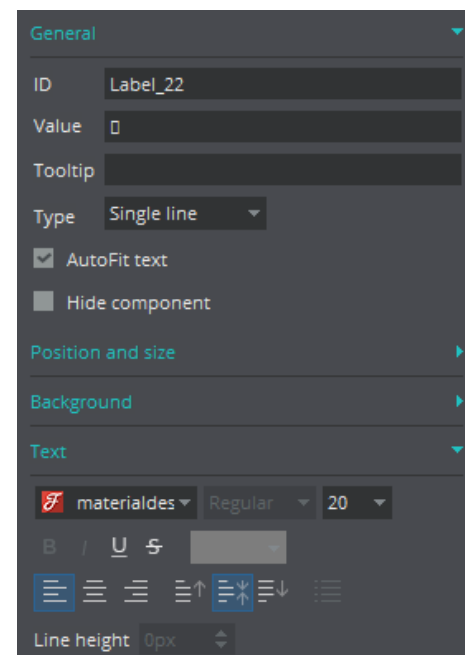 General
ID Label_22
Value ▯
Tooltip
Type Single line
AutoFit text
Hide component
Position and size
Background
Text
materialdes Regular 20
B I U S
Line height 0px